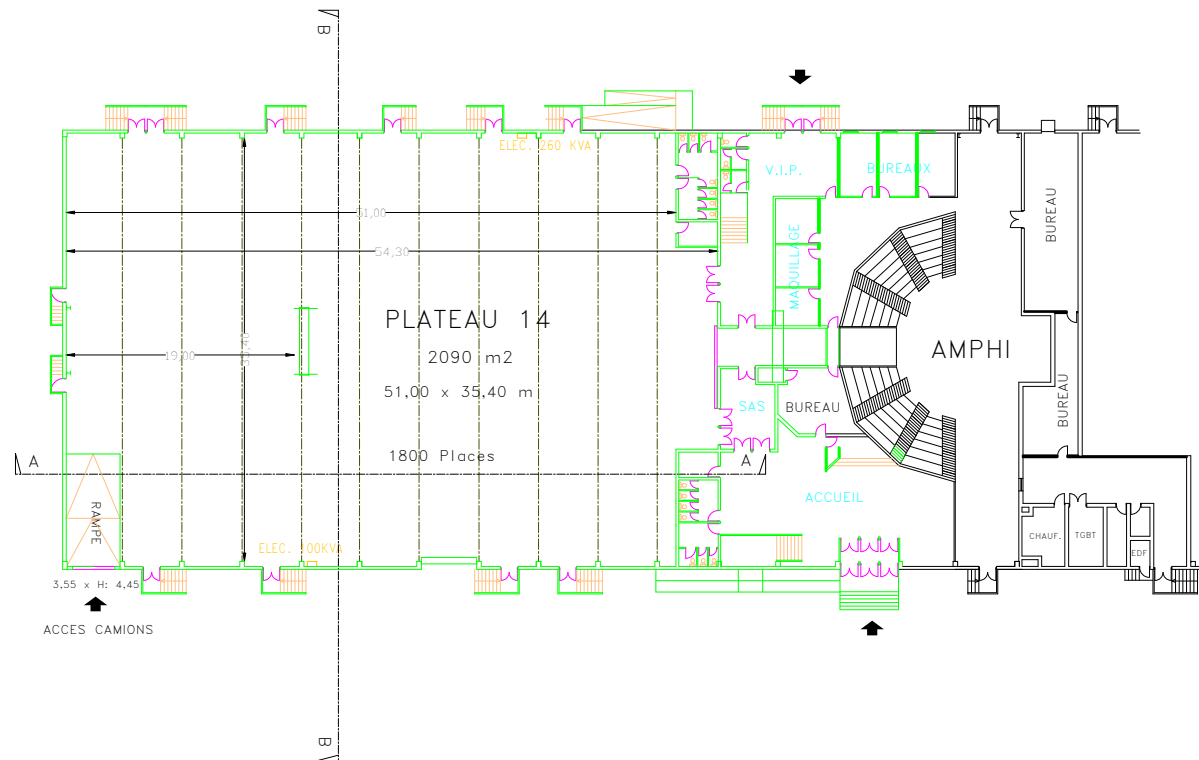 B
ELEC. 260 KVA
V.I.P.
BUREAUX
BUREAU
51,00
54,30
35,40
19,00
MAQUILLAGE
PLATEAU 14
2090 m2
51,00 x 35,40 m
1800 Places
AMPHI
SAS
BUREAU
BUREAU
A
A
ACCUEIL
RAMPE
CHAUF.
TGBT
EDF
ELEC. 100KVA
3,55 x H: 4,45
ACCES CAMIONS
B